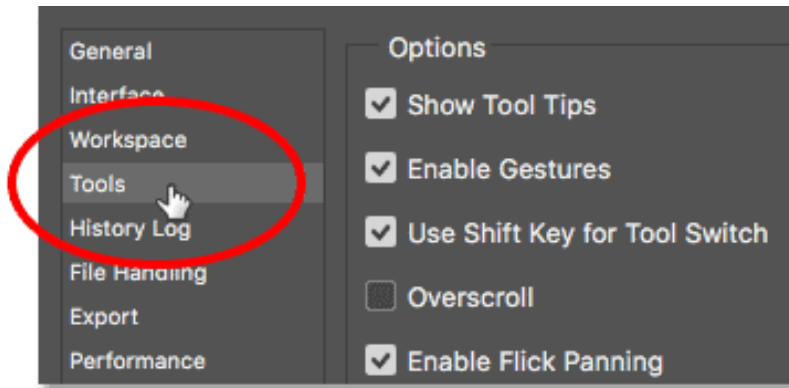 General
Interface
Workspace
Tools
History Log
File Handling
Export
Performance
Options
Show Tool Tips
Enable Gestures
Use Shift Key for Tool Switch
Overscroll
Enable Flick Panning